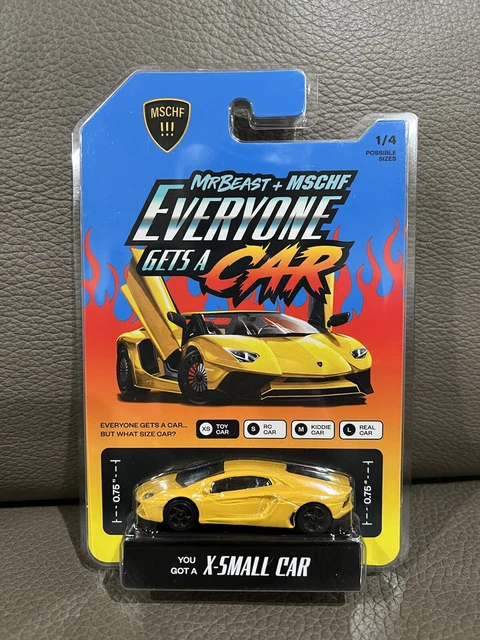 MSCHF
!!!
1/4
POSSIBLE
SIZES
MRBEAST + MSCHF
EVERYONE
GETS A CAR
EVERYONE GETS A CAR...
BUT WHAT SIZE CAR?
XS TOY CAR
S RC CAR
M KIDDIE CAR
L REAL CAR
0.75"
0.75"
YOU GOT A X-SMALL CAR